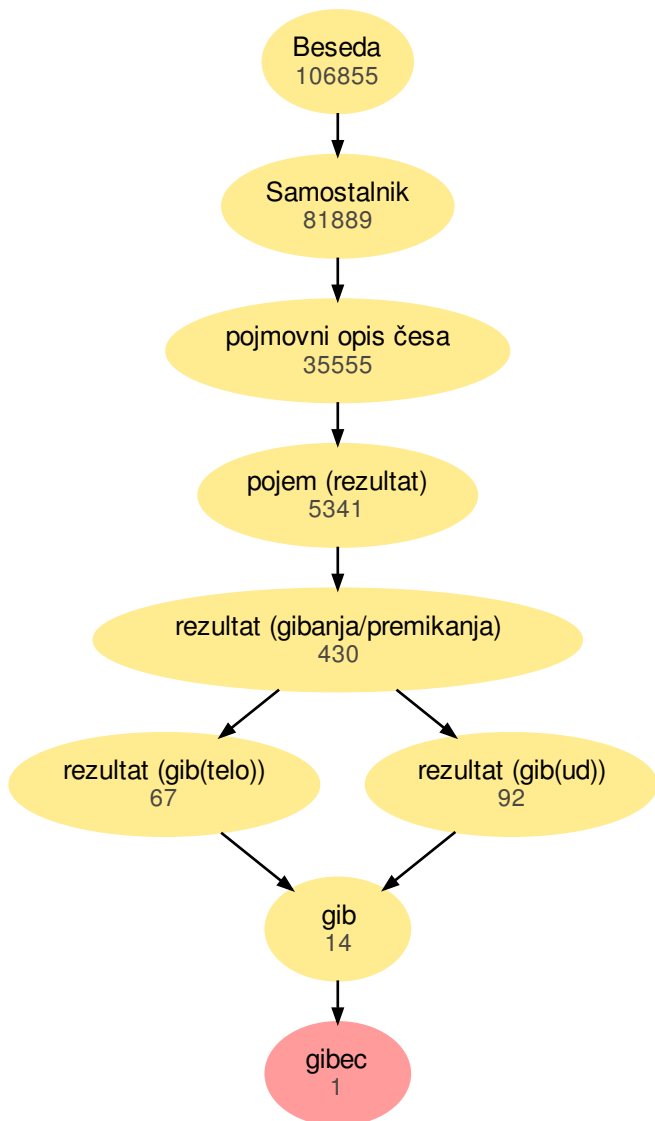 Beseda
106855
Samostalnik
81889
pojmovni opis česa
35555
pojem (rezultat)
5341
rezultat (gibanja/premikanja)
430
rezultat (gib(telo))
67
rezultat (gib(ud))
92
gib
14
gibec
1